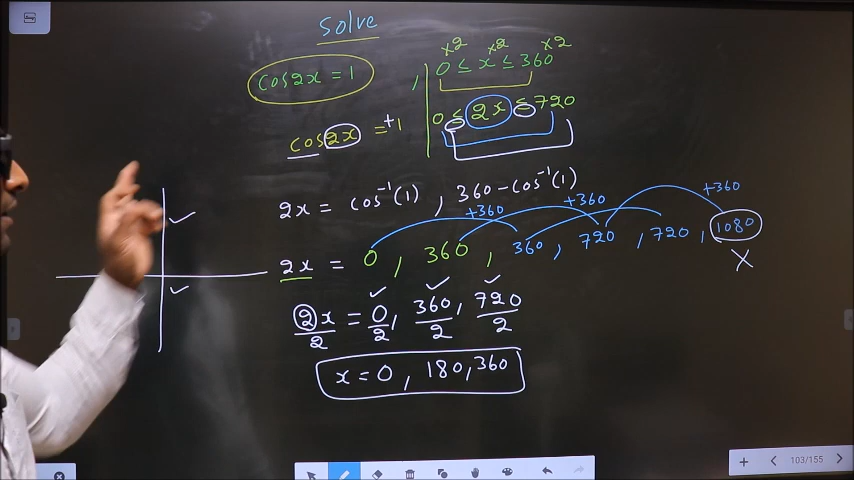 Solve
cos2x = 1 , 0 ≤ x ≤ 360
x2 x2 x2
0 ≤ 2x ≤ 720
cos2x = +1
2x = cos⁻¹(1) , 360 - cos⁻¹(1)
+360 +360 +360
2x = 0 , 360 , 360 , 720 , 720 , 1080
X
2x/2 = 0/2, 360/2, 720/2
x = 0 , 180, 360
103/155